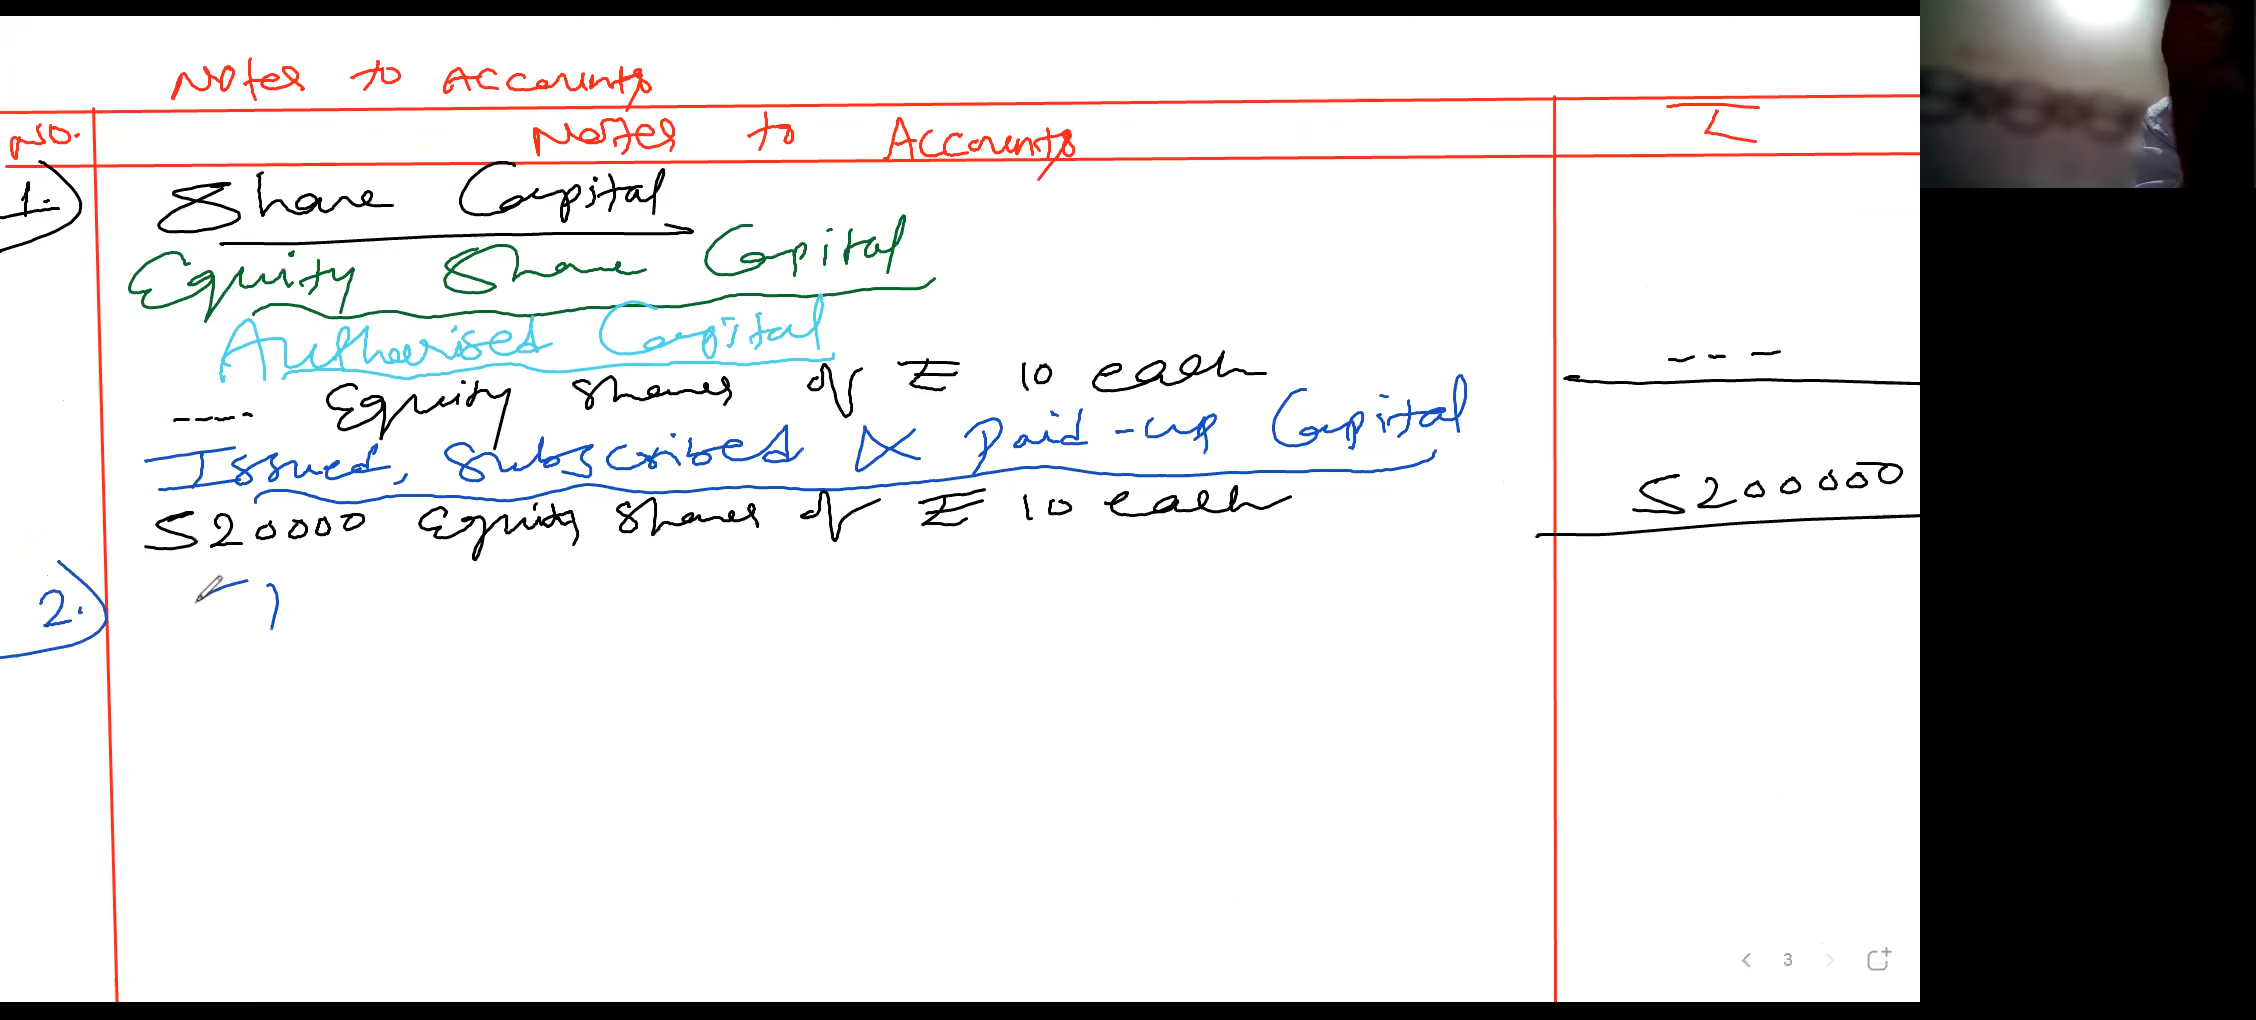 Notes to Accounts
No. Notes to Accounts ₹
1. Share Capital
Equity Share Capital
Authorised Capital
---- Equity shares of ₹ 10 each ---
Issued, Subscribed & Paid-up Capital
520000 Equity shares of ₹ 10 each 5200000
2.
< 3 >